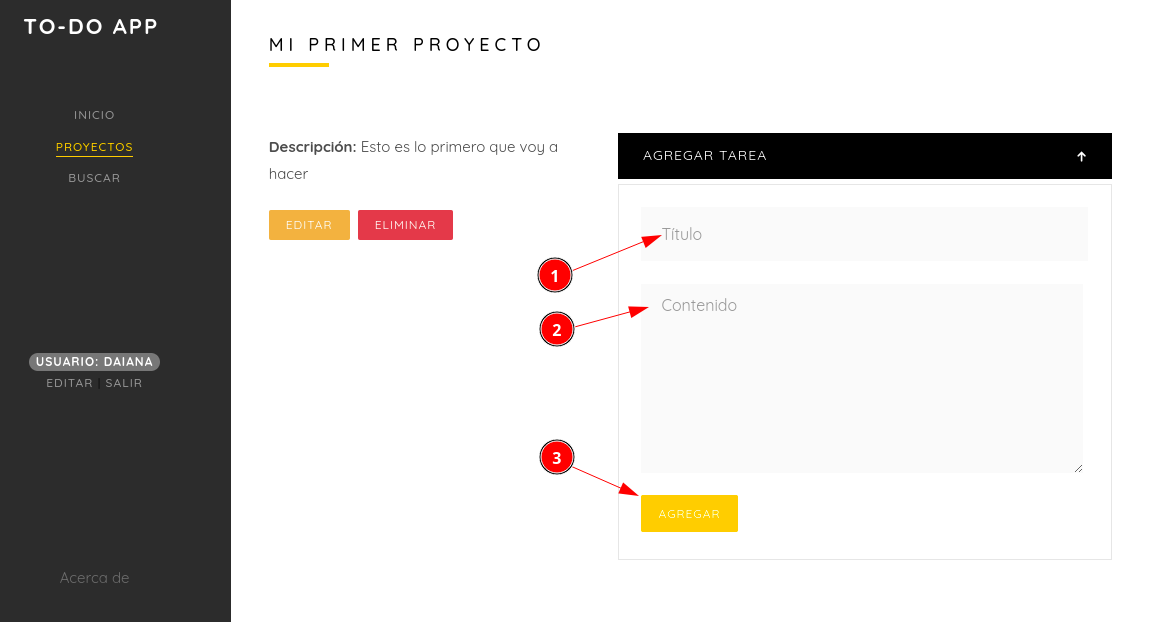 TO-DO APP
INICIO
PROYECTOS
BUSCAR
USUARIO: DAIANA
EDITAR | SALIR
Acerca de
MI PRIMER PROYECTO
Descripción: Esto es lo primero que voy a
hacer
EDITAR ELIMINAR
AGREGAR TAREA
1
Título
2
Contenido
3
AGREGAR